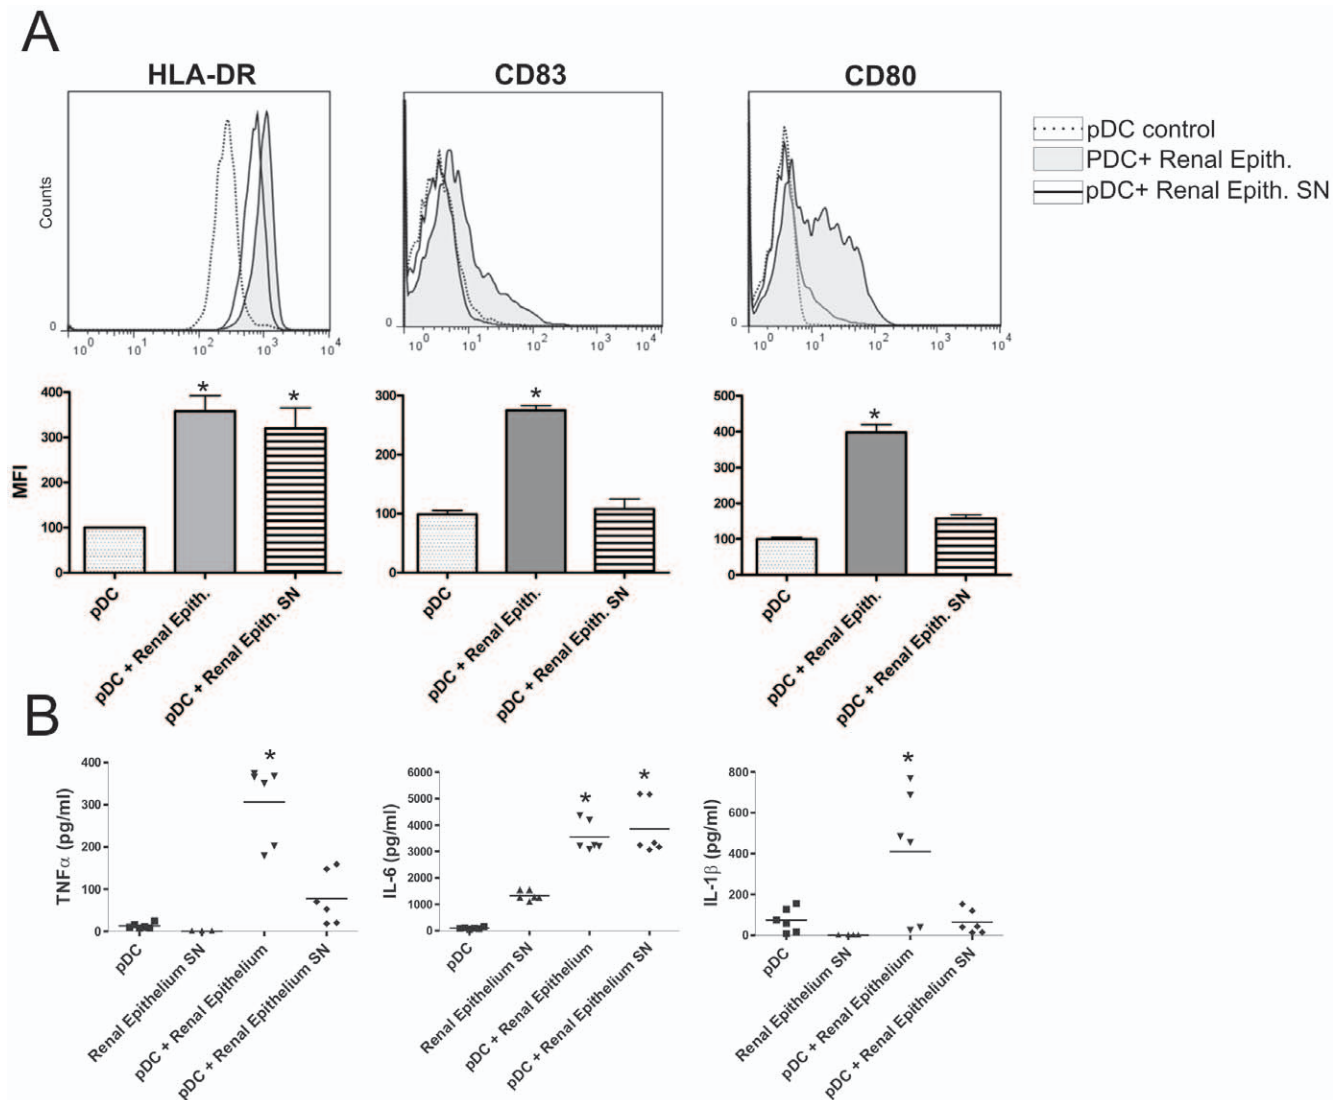 A
HLA-DR
CD83
CD80
pDC control
PDC+ Renal Epith.
pDC+ Renal Epith. SN
Counts
0
10^0 10^1 10^2 10^3 10^4
0
10^0 10^1 10^2 10^3 10^4
0
10^0 10^1 10^2 10^3 10^4
MFI
400
300
200
100
0
pDC
pDC + Renal Epith.
pDC + Renal Epith. SN
300
200
100
0
pDC
pDC + Renal Epith.
pDC + Renal Epith. SN
500
400
300
200
100
0
pDC
pDC + Renal Epith.
pDC + Renal Epith. SN
* * * *
B
TNFα (pg/ml)
400
300
200
100
0
*
pDC
Renal Epithelium SN
pDC + Renal Epithelium
pDC + Renal Epithelium SN
IL-6 (pg/ml)
6000
5000
4000
3000
2000
1000
0
* *
pDC
Renal Epithelium SN
pDC + Renal Epithelium
pDC + Renal Epithelium SN
IL-1β (pg/ml)
800
600
400
200
0
*
pDC
Renal Epithelium SN
pDC + Renal Epithelium
pDC + Renal Epithelium SN